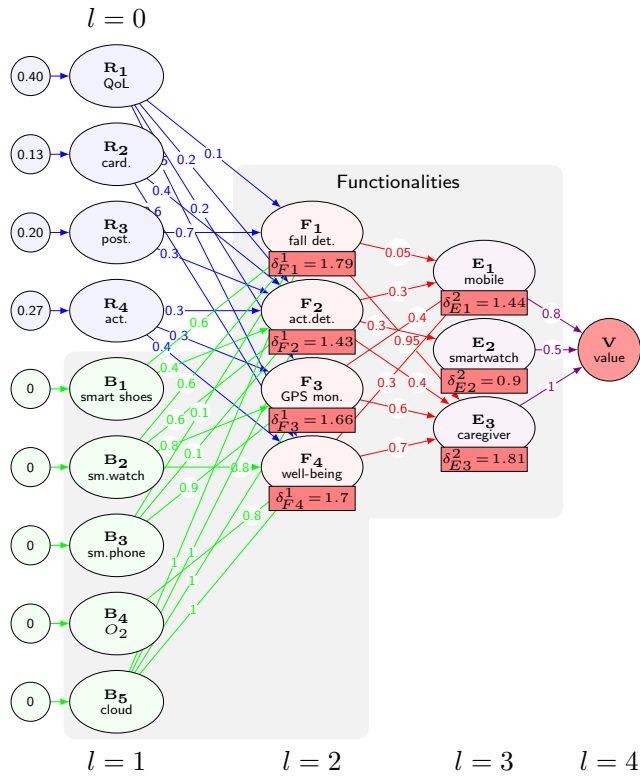 l=0
0.40
R1
QoL
0.13
R2
card.
0.20
R3
post.
0.27
R4
act.
0
B1
smart shoes
0
B2
sm.watch
0
B3
sm.phone
0
B4
O2
0
B5
cloud
0.1
0.2
0.4
0.2
0.7
0.3
0.3
0.3
0.4
0.6
0.4
0.6
0.6
0.1
0.8
0.1
0.8
0.9
0.8
1
1
1
1
Functionalities
F1
fall det.
δ¹F1=1.79
F2
act.det.
δ¹F2=1.43
F3
GPS mon.
δ¹F3=1.66
F4
well-being
δ¹F4=1.7
0.05
0.3
0.4
0.3
0.95
0.3
0.4
0.6
0.7
E1
mobile
δ²E1=1.44
E2
smartwatch
δ²E2=0.9
E3
caregiver
δ²E3=1.81
0.8
0.5
1
V
value
l=1
l=2
l=3
l=4